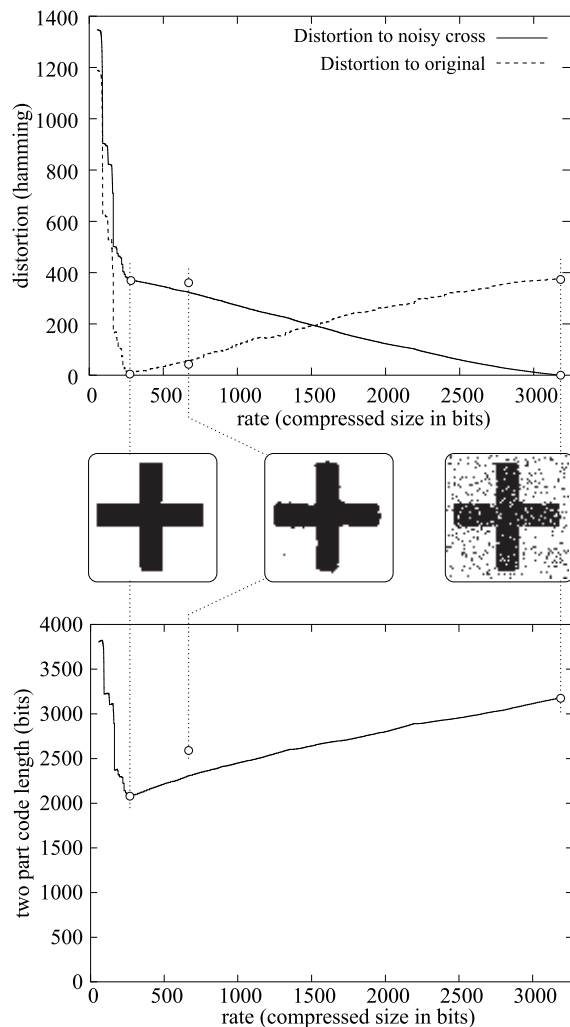 1400
1200
1000
800
600
400
200
0
distortion (hamming)
Distortion to noisy cross
Distortion to original
0 500 1000 1500 2000 2500 3000
rate (compressed size in bits)
4000
3500
3000
2500
2000
1500
1000
500
0
two part code length (bits)
0 500 1000 1500 2000 2500 3000
rate (compressed size in bits)